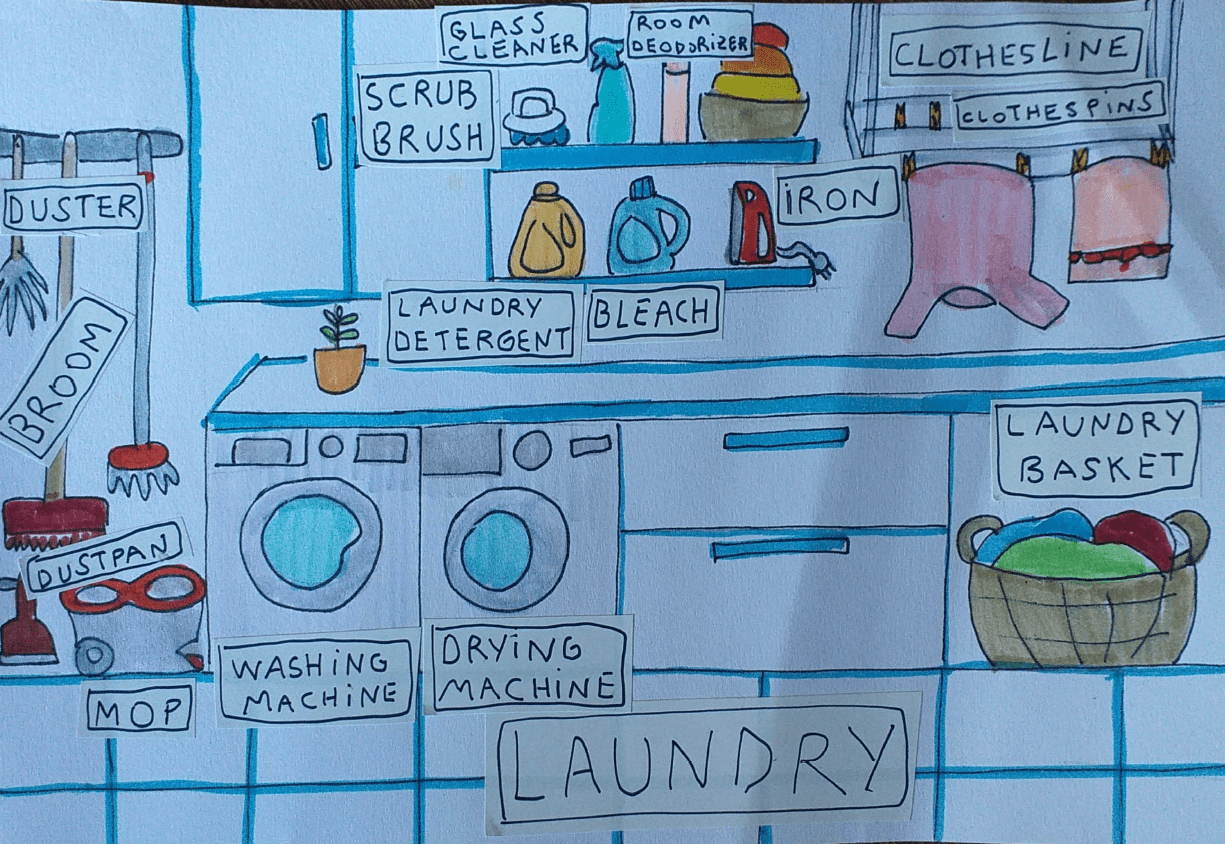 GLASS
CLEANER
ROOM
DEODORIZER
CLOTHESLINE
SCRUB
BRUSH
CLOTHESPINS
DUSTER
IRON
LAUNDRY
DETERGENT
BLEACH
BROOM
LAUNDRY
BASKET
DUSTPAN
WASHING
MACHINE
DRYING
MACHINE
MOP
LAUNDRY